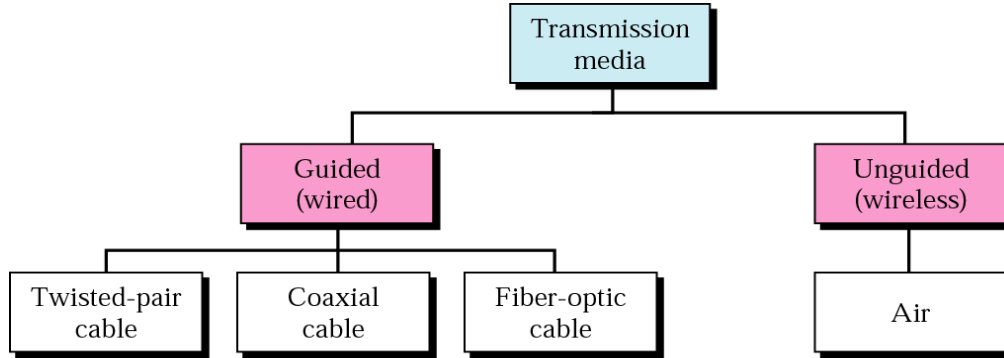 Transmission
media
Guided
(wired)
Unguided
(wireless)
Twisted-pair
cable
Coaxial
cable
Fiber-optic
cable
Air